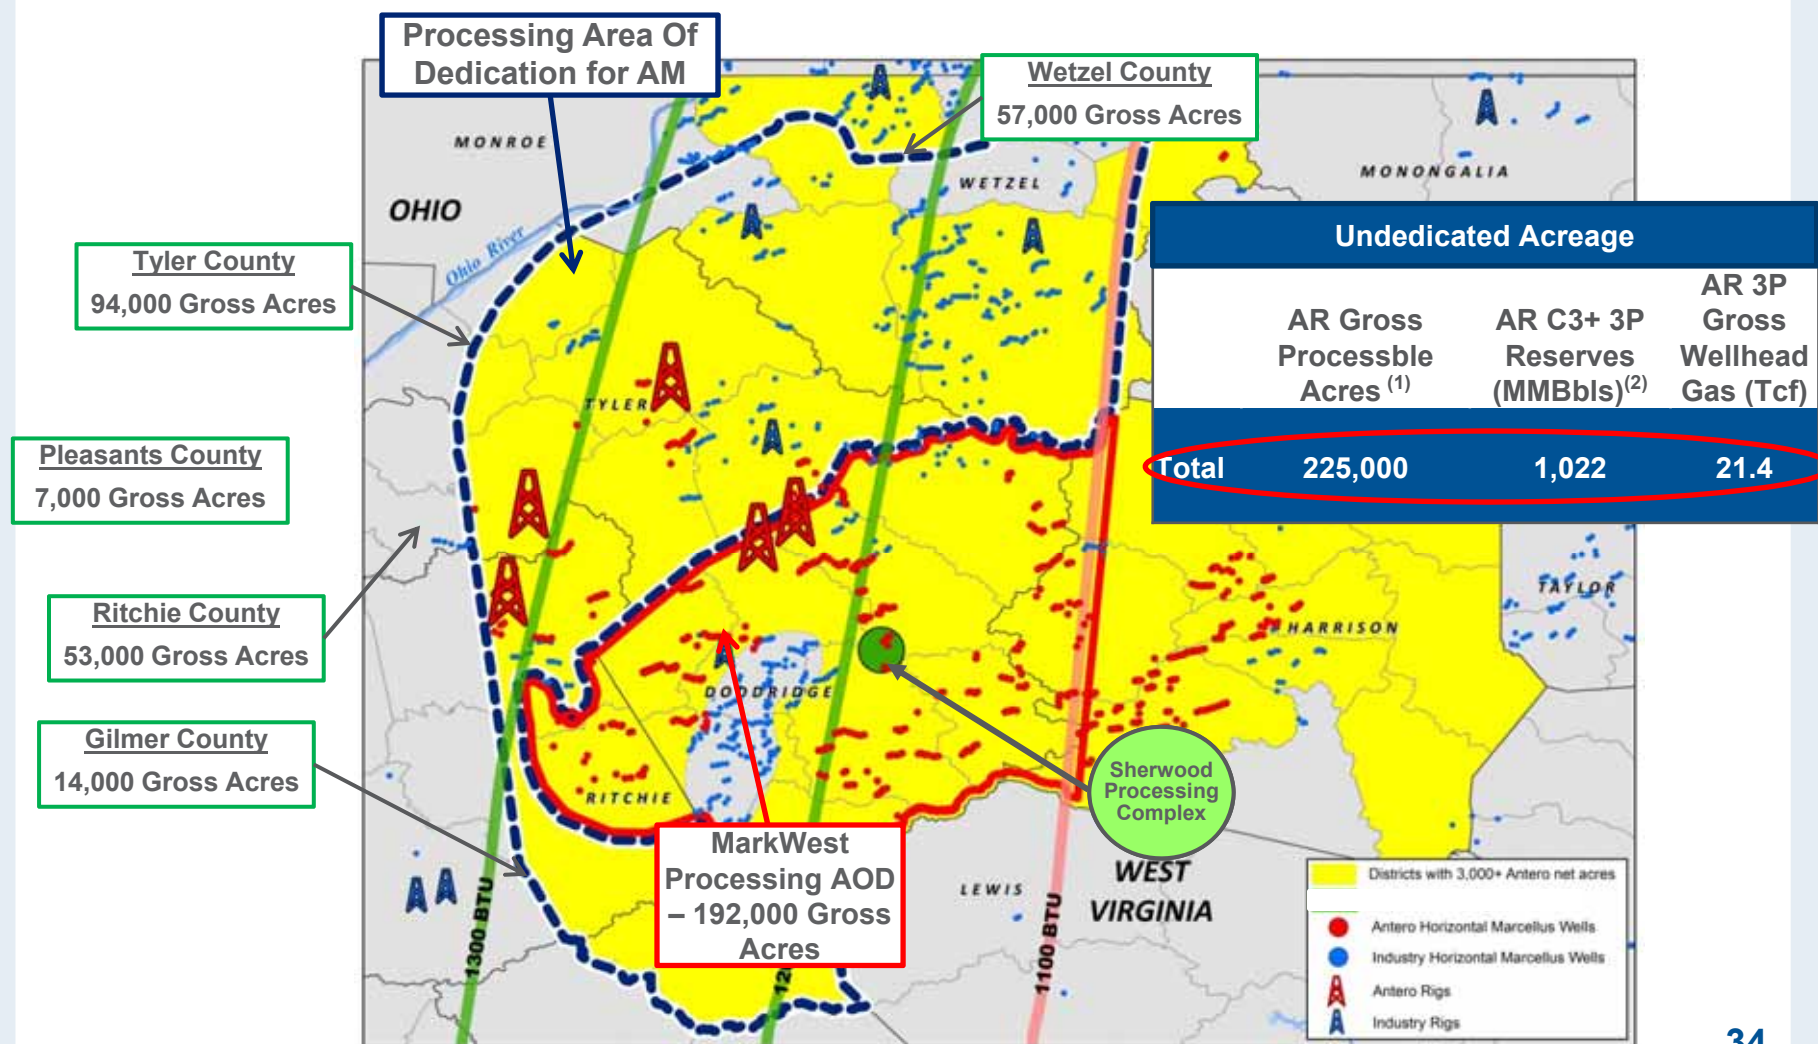 Processing Area Of
Dedication for AM
Wetzel County
57,000 Gross Acres
MONROE
WETZEL
MONONGALIA
OHIO
Ohio River
Tyler County
94,000 Gross Acres
Undedicated Acreage
AR Gross
Processble
Acres (1)
AR C3+ 3P
Reserves
(MMBbls)(2)
AR 3P
Gross
Wellhead
Gas (Tcf)
Total 225,000 1,022 21.4
TYLER
Pleasants County
7,000 Gross Acres
Ritchie County
53,000 Gross Acres
TAYLOR
HARRISON
DODDRIDGE
Gilmer County
14,000 Gross Acres
RITCHIE
Sherwood
Processing
Complex
MarkWest
Processing AOD
– 192,000 Gross
Acres
LEWIS
WEST
VIRGINIA
1300 BTU
1100 BTU
Districts with 3,000+ Antero net acres
Antero Horizontal Marcellus Wells
Industry Horizontal Marcellus Wells
Antero Rigs
Industry Rigs
34